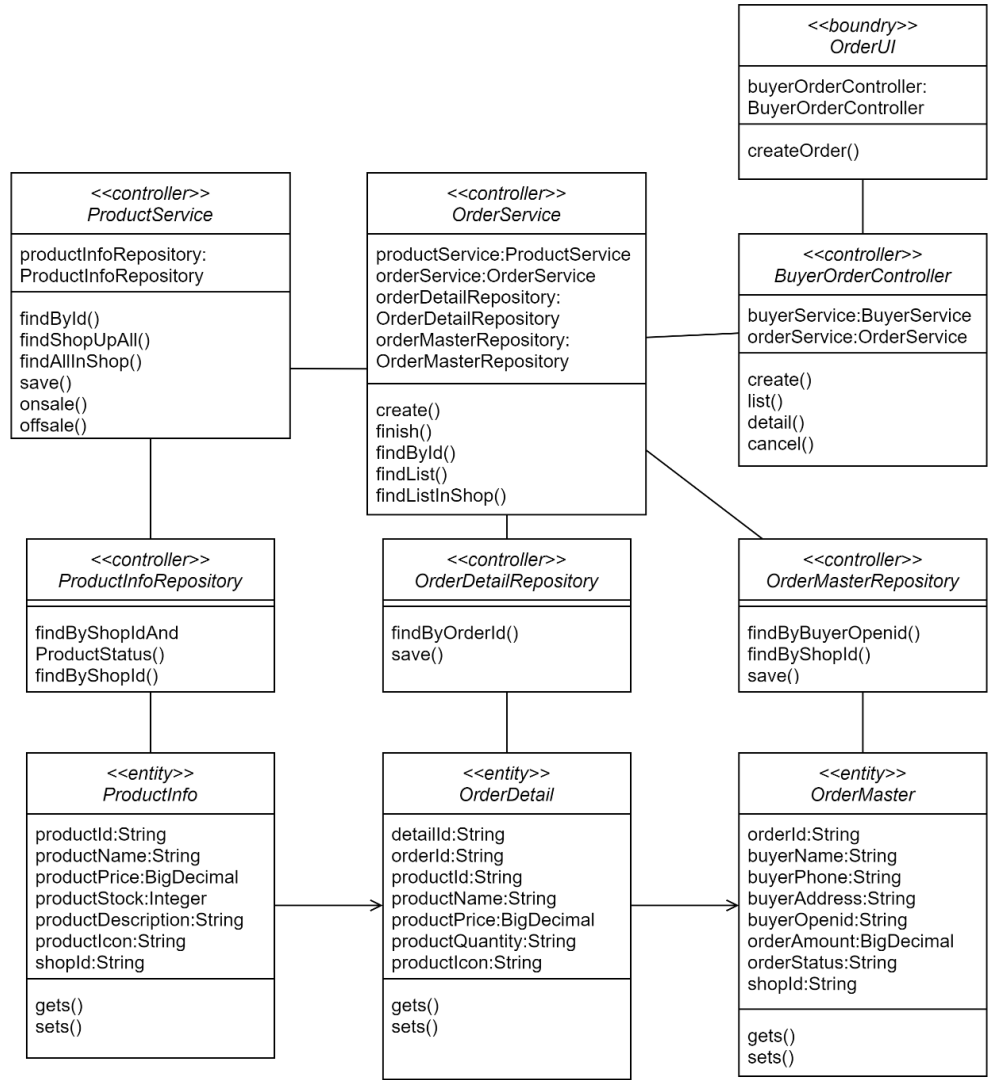 <<boundry>>
OrderUI
buyerOrderController:
BuyerOrderController
createOrder()
<<controller>>
ProductService
productInfoRepository:
ProductInfoRepository
findById()
findShopUpAll()
findAllInShop()
save()
onsale()
offsale()
<<controller>>
OrderService
productService:ProductService
orderService:OrderService
orderDetailRepository:
OrderDetailRepository
orderMasterRepository:
OrderMasterRepository
create()
finish()
findById()
findList()
findListInShop()
<<controller>>
BuyerOrderController
buyerService:BuyerService
orderService:OrderService
create()
list()
detail()
cancel()
<<controller>>
ProductInfoRepository
findByShopIdAnd
ProductStatus()
findByShopId()
<<controller>>
OrderDetailRepository
findByOrderId()
save()
<<controller>>
OrderMasterRepository
findByBuyerOpenid()
findByShopId()
save()
<<entity>>
ProductInfo
productId:String
productName:String
productPrice:BigDecimal
productStock:Integer
productDescription:String
productIcon:String
shopId:String
gets()
sets()
<<entity>>
OrderDetail
detailId:String
orderId:String
productId:String
productName:String
productPrice:BigDecimal
productQuantity:String
productIcon:String
gets()
sets()
<<entity>>
OrderMaster
orderId:String
buyerName:String
buyerPhone:String
buyerAddress:String
buyerOpenid:String
orderAmount:BigDecimal
orderStatus:String
shopId:String
gets()
sets()